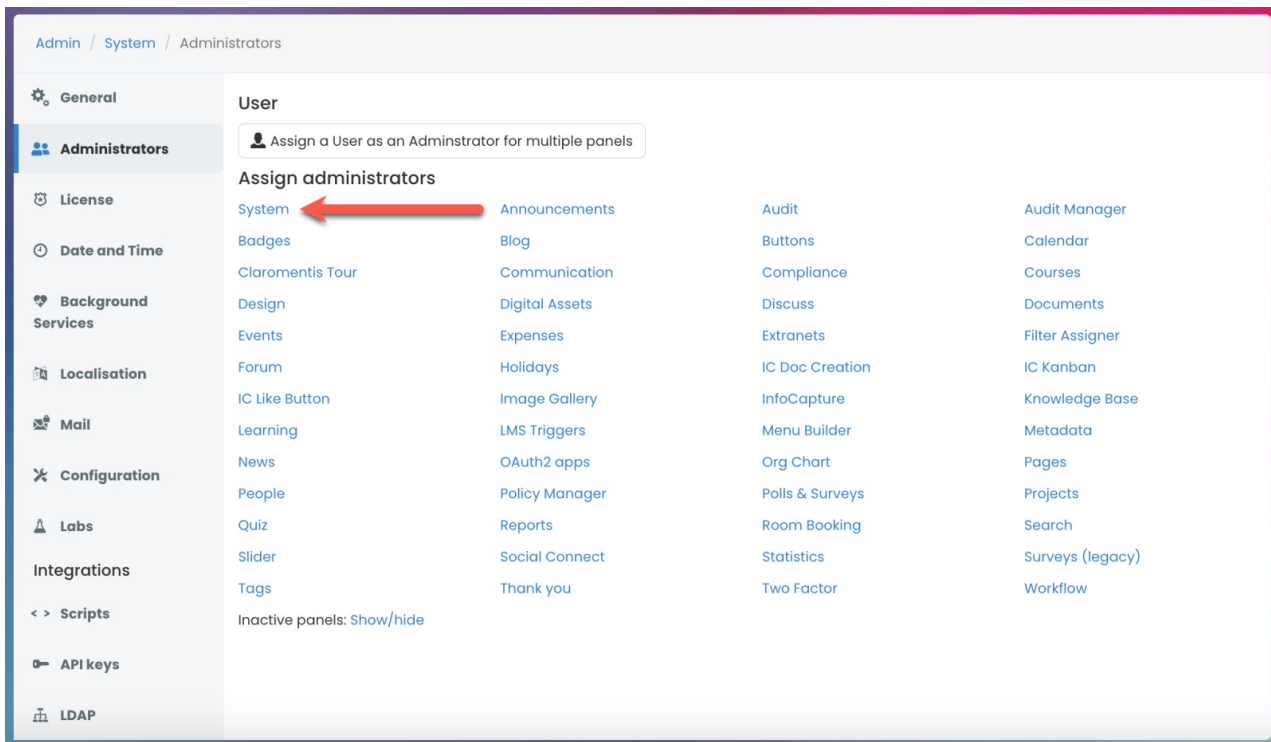 Admin / System / Administrators
General
Administrators
License
Date and Time
Background
Services
Localisation
Mail
Configuration
Labs
Integrations
Scripts
API keys
LDAP
User
Assign a User as an Adminstrator for multiple panels
Assign administrators
System Announcements Audit Audit Manager
Badges Blog Buttons Calendar
Claromentis Tour Communication Compliance Courses
Design Digital Assets Discuss Documents
Events Expenses Extranets Filter Assigner
Forum Holidays IC Doc Creation IC Kanban
IC Like Button Image Gallery InfoCapture Knowledge Base
Learning LMS Triggers Menu Builder Metadata
News OAuth2 apps Org Chart Pages
People Policy Manager Polls & Surveys Projects
Quiz Reports Room Booking Search
Slider Social Connect Statistics Surveys (legacy)
Tags Thank you Two Factor Workflow
Inactive panels: Show/hide